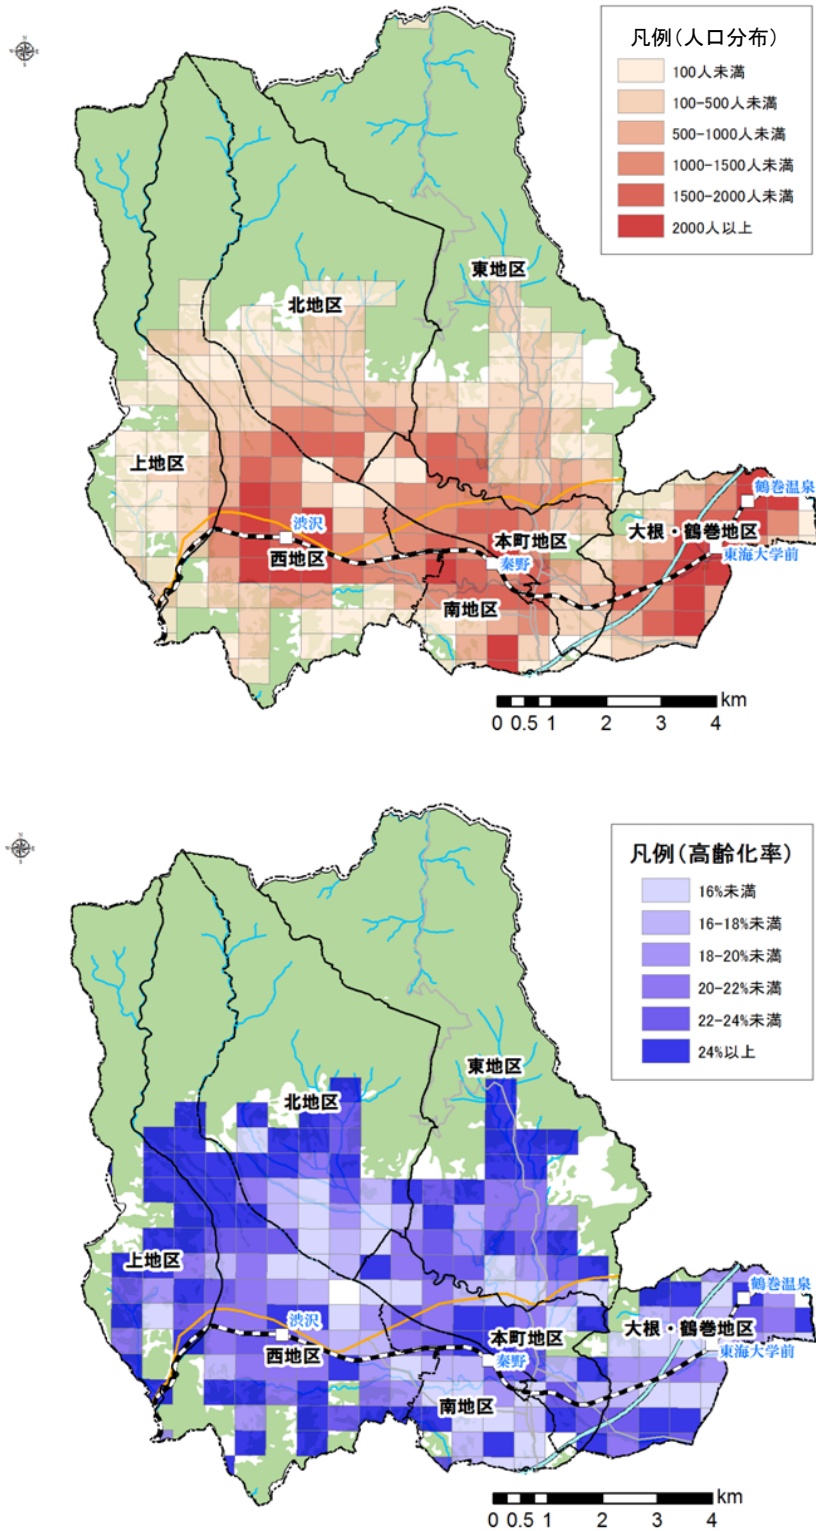 凡例(人口分布)
100人未満
100-500人未満
500-1000人未満
1000-1500人未満
1500-2000人未満
2000人以上
東地区
北地区
上地区
鶴巻温泉
渋沢
大根・鶴巻地区
本町地区
東海大学前
西地区
秦野
南地区
km
0 0.5 1 2 3 4
凡例(高齢化率)
16%未満
16-18%未満
18-20%未満
20-22%未満
22-24%未満
24%以上
東地区
北地区
上地区
鶴巻温泉
渋沢
大根・鶴巻地区
本町地区
東海大学前
西地区
秦野
南地区
km
0 0.5 1 2 3 4